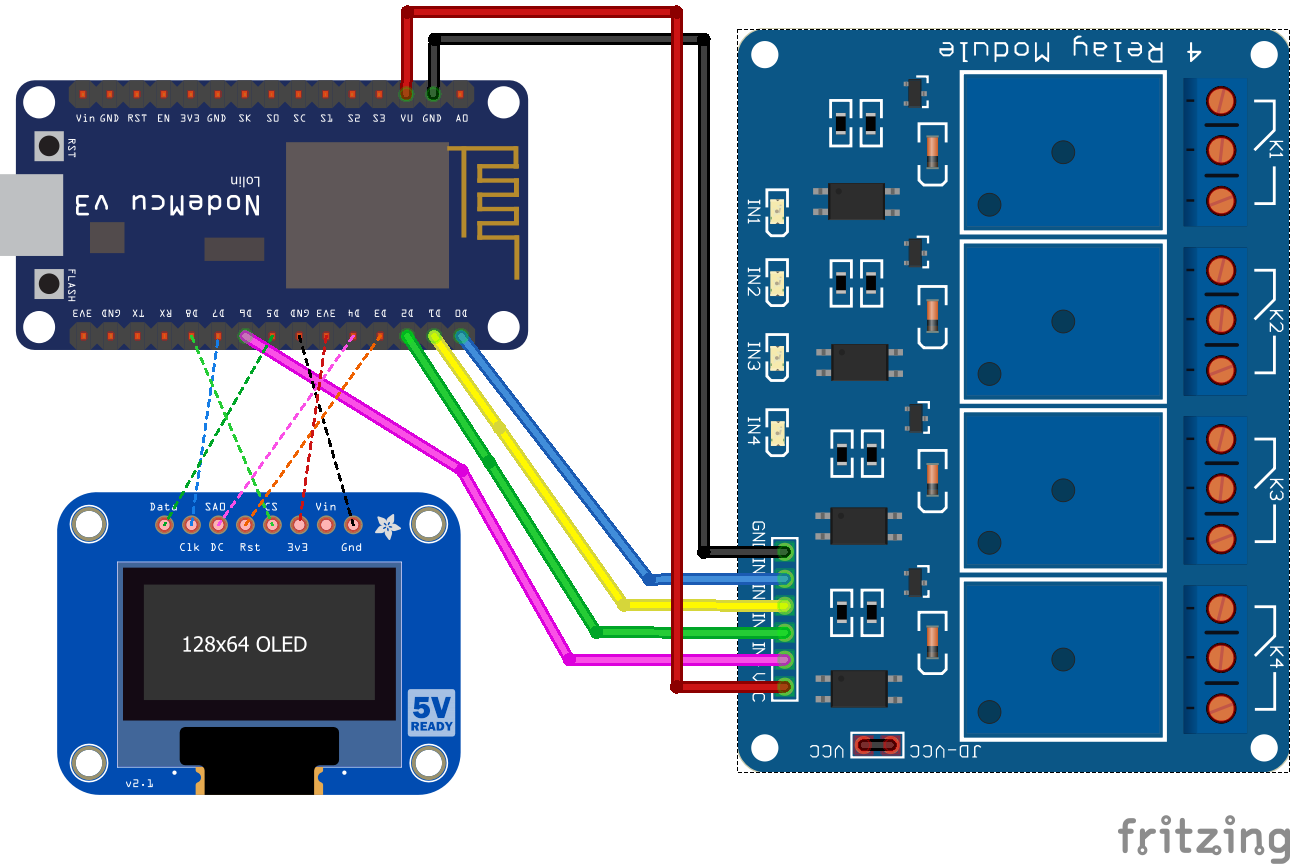 4 Relay Module
Vin GND RST EN 3V3 GND SK SO SC S1 S2 S3 VU GND AO
RST
Lolin
NodeMcu v3
FLASH
3V3 GND TX RX D8 D7 D6 D5 GND 3V3 D4 D3 D2 D1 D0
K1
IN1
IN2
K2
IN3
IN4
K3
K4
Data SAO CS Vin
Clk DC Rst 3v3 Gnd
128x64 OLED
5V
READY
v2.1
GND
IN
IN
IN
IN
VCC
VCC JD-VCC
fritzing